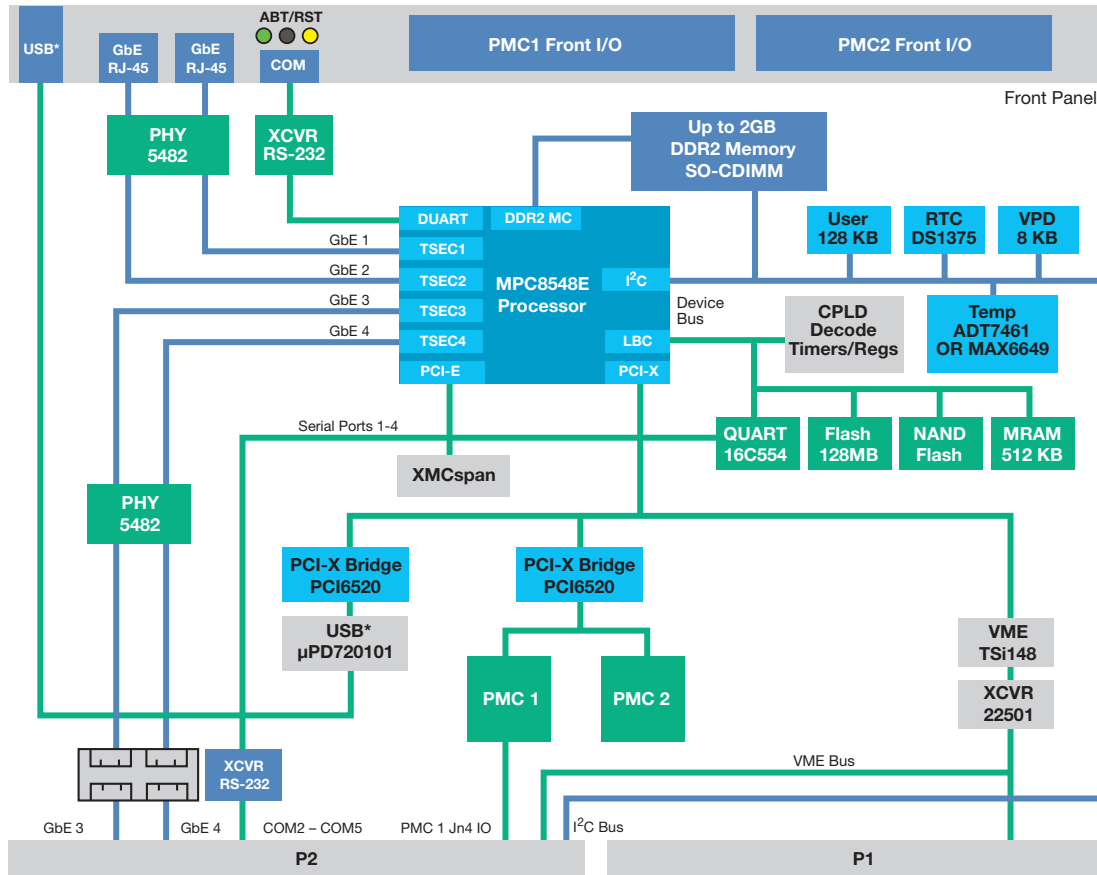 ABT/RST
USB*
GbE
RJ-45
GbE
RJ-45
COM
PMC1 Front I/O
PMC2 Front I/O
Front Panel
PHY
5482
XCVR
RS-232
Up to 2GB
DDR2 Memory
SO-CDIMM
DUART
DDR2 MC
User
128 KB
RTC
DS1375
VPD
8 KB
GbE 1
TSEC1
GbE 2
TSEC2
MPC8548E
Processor
I2C
GbE 3
TSEC3
Device
Bus
CPLD
Decode
Timers/Regs
Temp
ADT7461
OR MAX6649
GbE 4
TSEC4
LBC
PCI-E
PCI-X
Serial Ports 1-4
QUART
16C554
Flash
128MB
NAND
Flash
MRAM
512 KB
XMCspan
PHY
5482
PCI-X Bridge
PCI6520
PCI-X Bridge
PCI6520
USB*
µPD720101
VME
TSi148
PMC 1
PMC 2
XCVR
22501
XCVR
RS-232
VME Bus
GbE 3
GbE 4
COM2 – COM5
PMC 1 Jn4 IO
I2C Bus
P2
P1